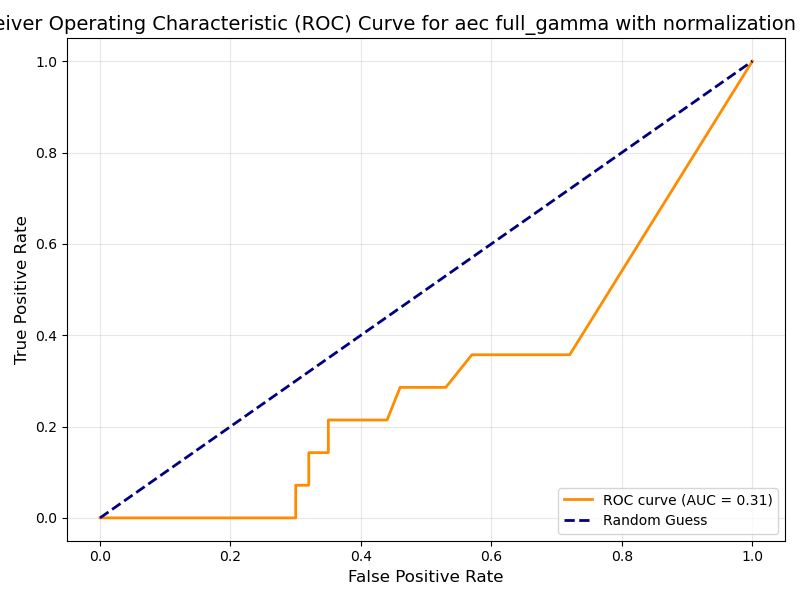 eiver Operating Characteristic (ROC) Curve for aec full_gamma with normalization
1.0
0.8
0.6
0.4
0.2
0.0
True Positive Rate
0.0 0.2 0.4 0.6 0.8 1.0
False Positive Rate
ROC curve (AUC = 0.31)
Random Guess